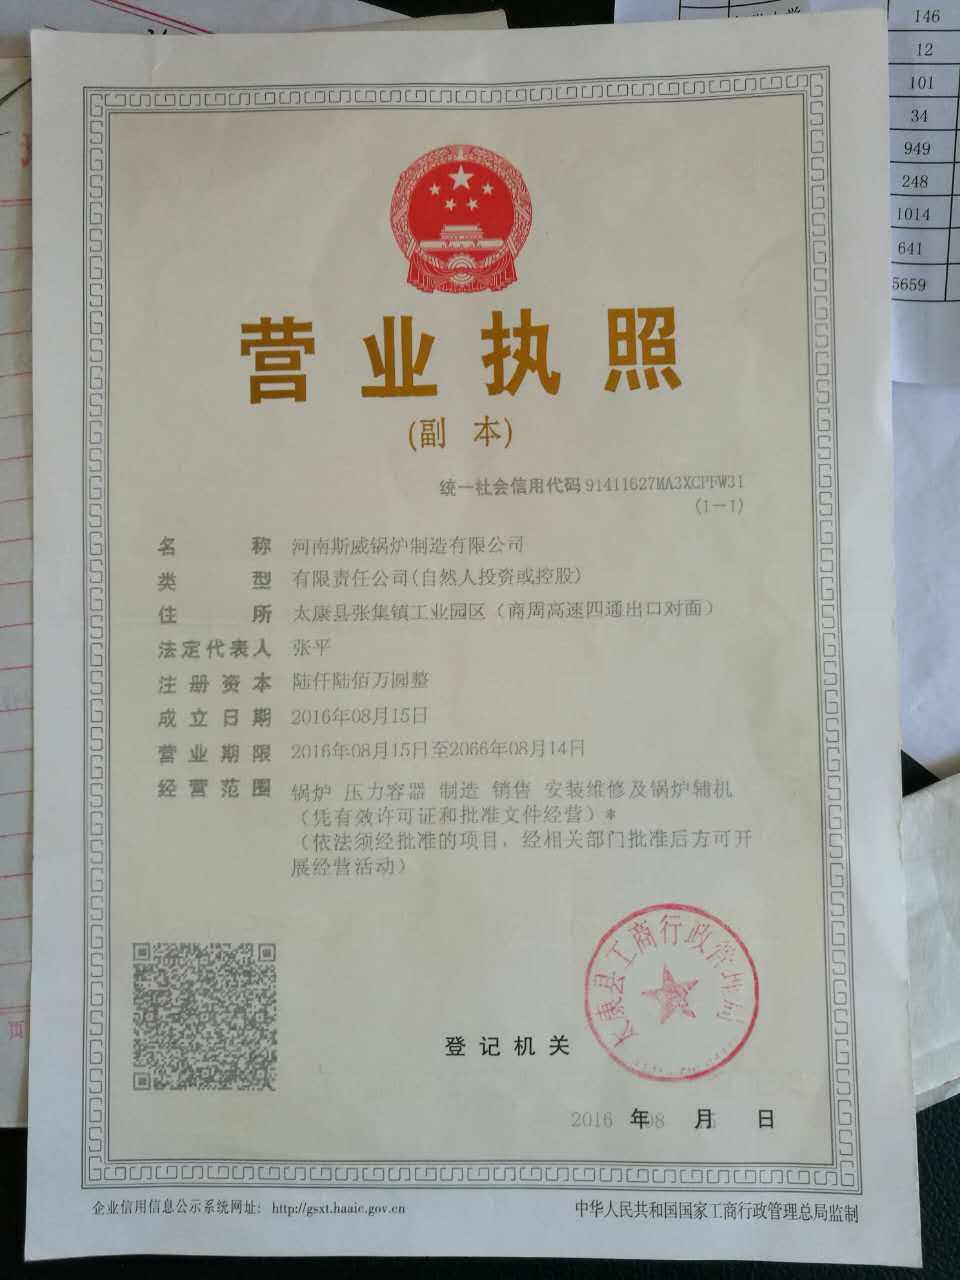 146
12
101
34
949
248
1014
641
5659
营业执照
(副 本)
统一社会信用代码 91411627MA3XCPFW31
(1－1)
名 称 河南斯威锅炉制造有限公司
类 型 有限责任公司(自然人投资或控股)
住 所 太康县张集镇工业园区（商周高速四通出口对面）
法定代表人 张平
注册资本 陆仟陆佰万圆整
成立日期 2016年08月15日
营业期限 2016年08月15日至2066年08月14日
经营范围 锅炉 压力容器 制造 销售 安装维修及锅炉辅机
（凭有效许可证和批准文件经营）*
（依法须经批准的项目，经相关部门批准后方可开
展经营活动）
太康县工商行政管理局
登记机关
2016 年 08 月 日
页
企业信用信息公示系统网址： http://gsxt.haaic.gov.cn
中华人民共和国国家工商行政管理总局监制